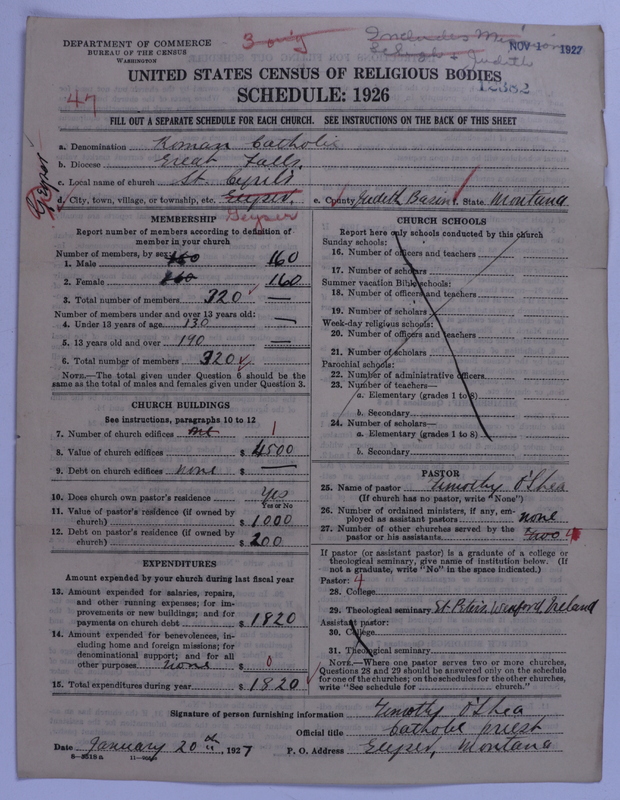 DEPARTMENT OF COMMERCE
BUREAU OF THE CENSUS
WASHINGTON
3 orig
Includes Mission
Judith
NOV 1 1927
UNITED STATES CENSUS OF RELIGIOUS BODIES
SCHEDULE: 1926
47
FILL OUT A SEPARATE SCHEDULE FOR EACH CHURCH. SEE INSTRUCTIONS ON THE BACK OF THIS SHEET
a. Denomination Roman Catholic
b. Diocese Great Falls.
c. Local name of church St. Cyril's
d. City, town, village, or township, etc. Geyser. e. County Judith Basin f. State Montana
Geyser
Geyser
MEMBERSHIP
Report number of members according to definition of
member in your church
Number of members, by sex:
1. Male 160 160
2. Female 160 160
3. Total number of members 320 —
Number of members under and over 13 years old:
4. Under 13 years of age 130 —
5. 13 years old and over 190 —
6. Total number of members 320
NOTE.—The total given under Question 6 should be the
same as the total of males and females given under Question 3.
CHURCH BUILDINGS
See instructions, paragraphs 10 to 12
7. Number of church edifices one 1
8. Value of church edifices $ 4500
9. Debt on church edifices none $ —
10. Does church own pastor's residence Yes
Yes or No
11. Value of pastor's residence (if owned by
church) $ 1000
12. Debt on pastor's residence (if owned by
church) $ 200
EXPENDITURES
Amount expended by your church during last fiscal year
13. Amount expended for salaries, repairs,
and other running expenses; for im-
provements or new buildings; and for
payments on church debt $ 1820
14. Amount expended for benevolences, in-
cluding home and foreign missions; for
denominational support; and for all
other purposes none $ 0
15. Total expenditures during year $ 1820
CHURCH SCHOOLS
Report here only schools conducted by this church
Sunday schools:
16. Number of officers and teachers
17. Number of scholars
Summer vacation Bible schools:
18. Number of officers and teachers
19. Number of scholars
Week-day religious schools:
20. Number of officers and teachers
21. Number of scholars
Parochial schools:
22. Number of administrative officers
23. Number of teachers—
a. Elementary (grades 1 to 8)
b. Secondary
24. Number of scholars—
a. Elementary (grades 1 to 8)
b. Secondary
PASTOR
25. Name of pastor Timothy O'Shea
(If church has no pastor, write "None")
26. Number of ordained ministers, if any, em-
ployed as assistant pastors none
27. Number of other churches served by the
pastor or his assistants two 4
If pastor (or assistant pastor) is a graduate of a college or
theological seminary, give name of institution below. (If
not a graduate, write "No" in the space indicated.)
Pastor: 4
28. College
29. Theological seminary St. Peters, Wexford, Ireland
Assistant pastor:
30. College
31. Theological seminary
NOTE.—Where one pastor serves two or more churches,
Questions 28 and 29 should be answered only on the schedule
for one of the churches; on the schedules for the other churches,
write "See schedule for church."
Signature of person furnishing information Timothy O'Shea
Official title Catholic priest
Date January 20th, 1927 P. O. Address Geyser, Montana
8—9518a